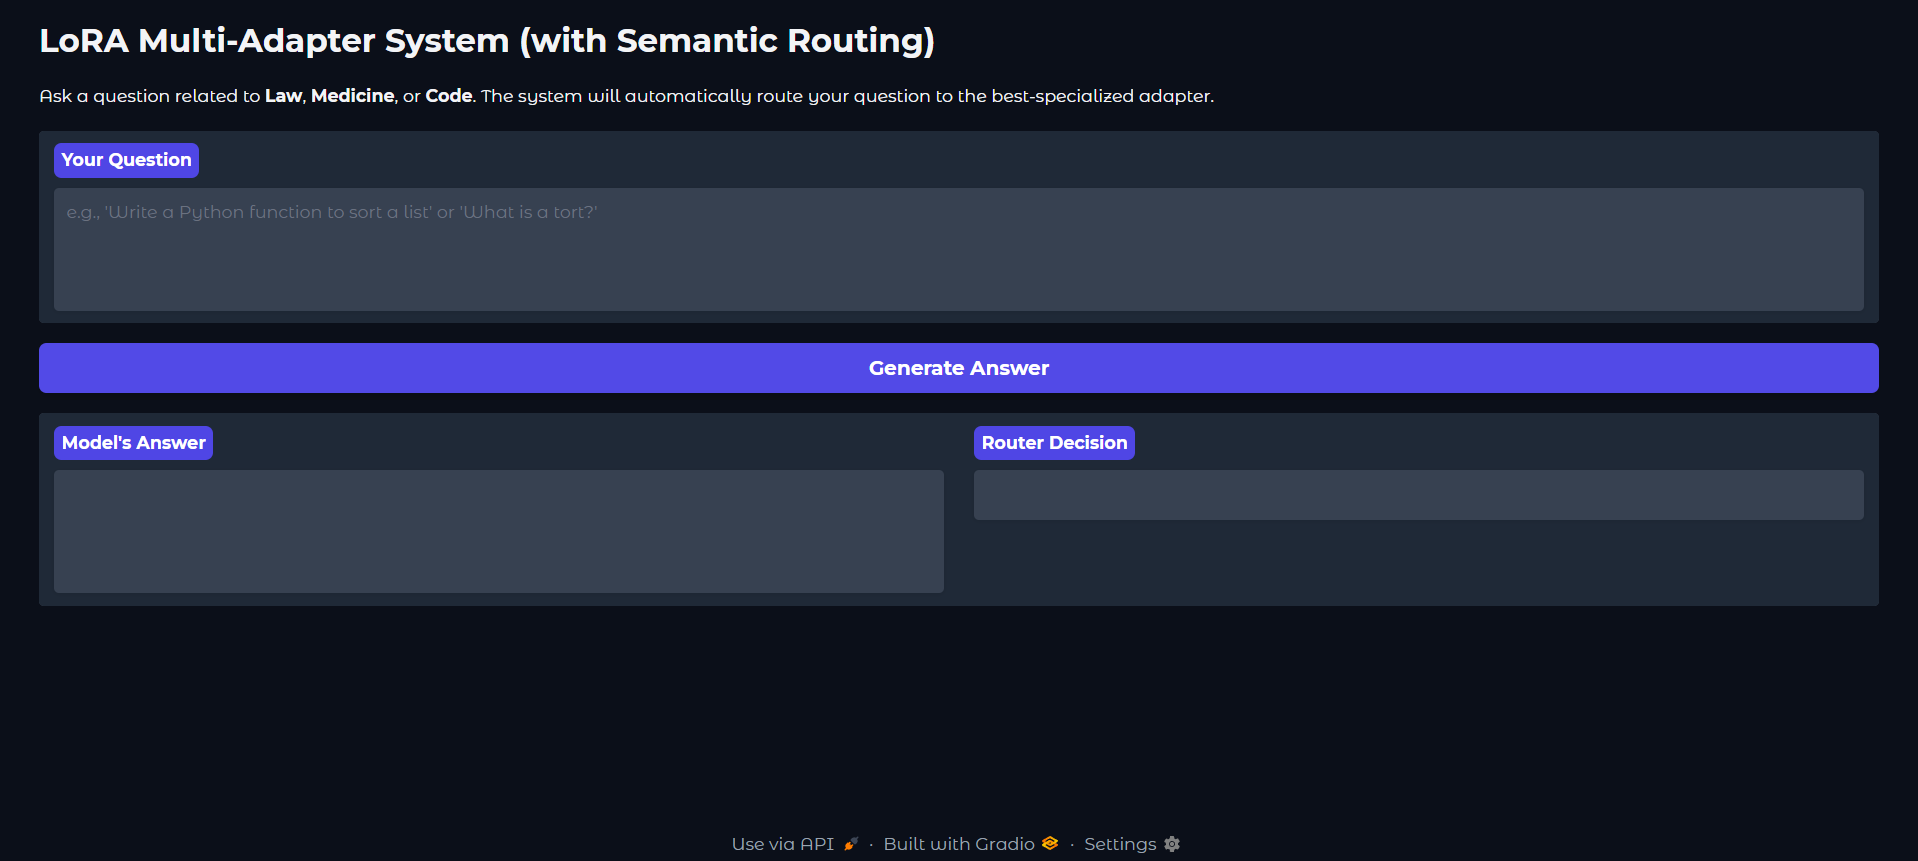 LoRA Multi-Adapter System (with Semantic Routing)
Ask a question related to Law, Medicine, or Code. The system will automatically route your question to the best-specialized adapter.
Your Question
e.g., 'Write a Python function to sort a list' or 'What is a tort?'
Generate Answer
Model's Answer
Router Decision
Use via API · Built with Gradio · Settings